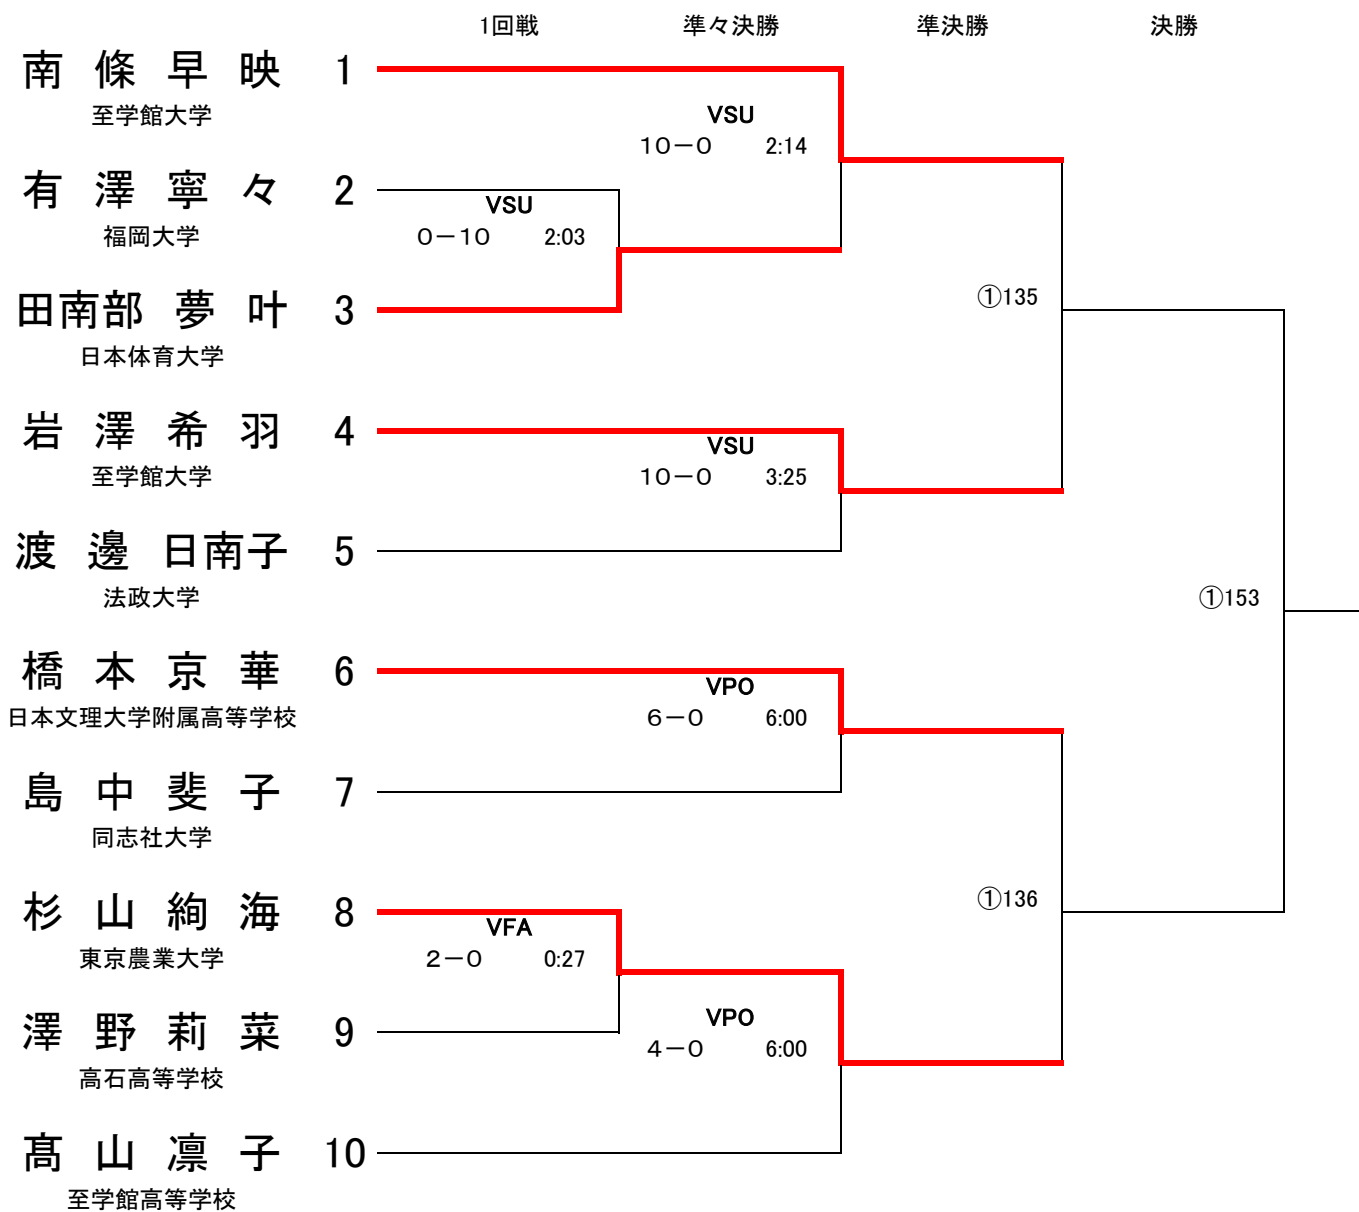 1回戦 準々決勝 準決勝 決勝
南 條 早 映 1
至学館大学
VSU
10－0 2:14
有 澤 寧 々 2
福岡大学
VSU
0－10 2:03
田南部 夢 叶 3
日本体育大学
①135
岩 澤 希 羽 4
至学館大学
VSU
10－0 3:25
渡 邊 日南子 5
法政大学
①153
橋 本 京 華 6
日本文理大学附属高等学校
VPO
6－0 6:00
島 中 斐 子 7
同志社大学
杉 山 絢 海 8
東京農業大学
VFA
2－0 0:27
①136
澤 野 莉 菜 9
高石高等学校
VPO
4－0 6:00
髙 山 凛 子 10
至学館高等学校